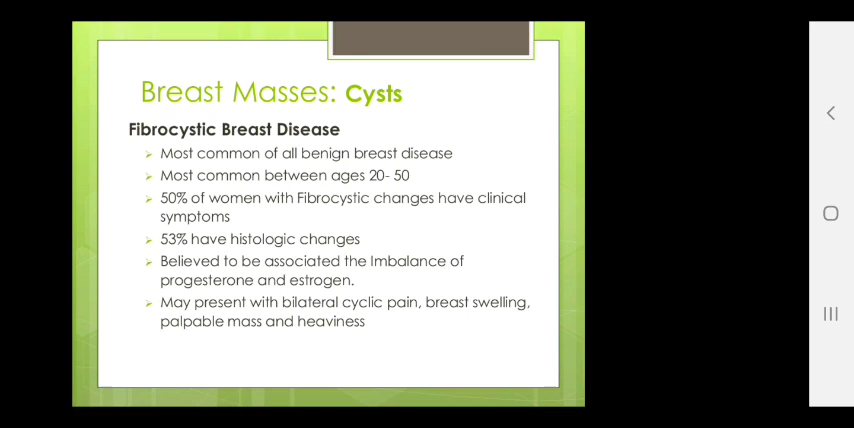 Breast Masses: Cysts
Fibrocystic Breast Disease
Most common of all benign breast disease
Most common between ages 20- 50
50% of women with Fibrocystic changes have clinical
symptoms
53% have histologic changes
Believed to be associated the Imbalance of
progesterone and estrogen.
May present with bilateral cyclic pain, breast swelling,
palpable mass and heaviness